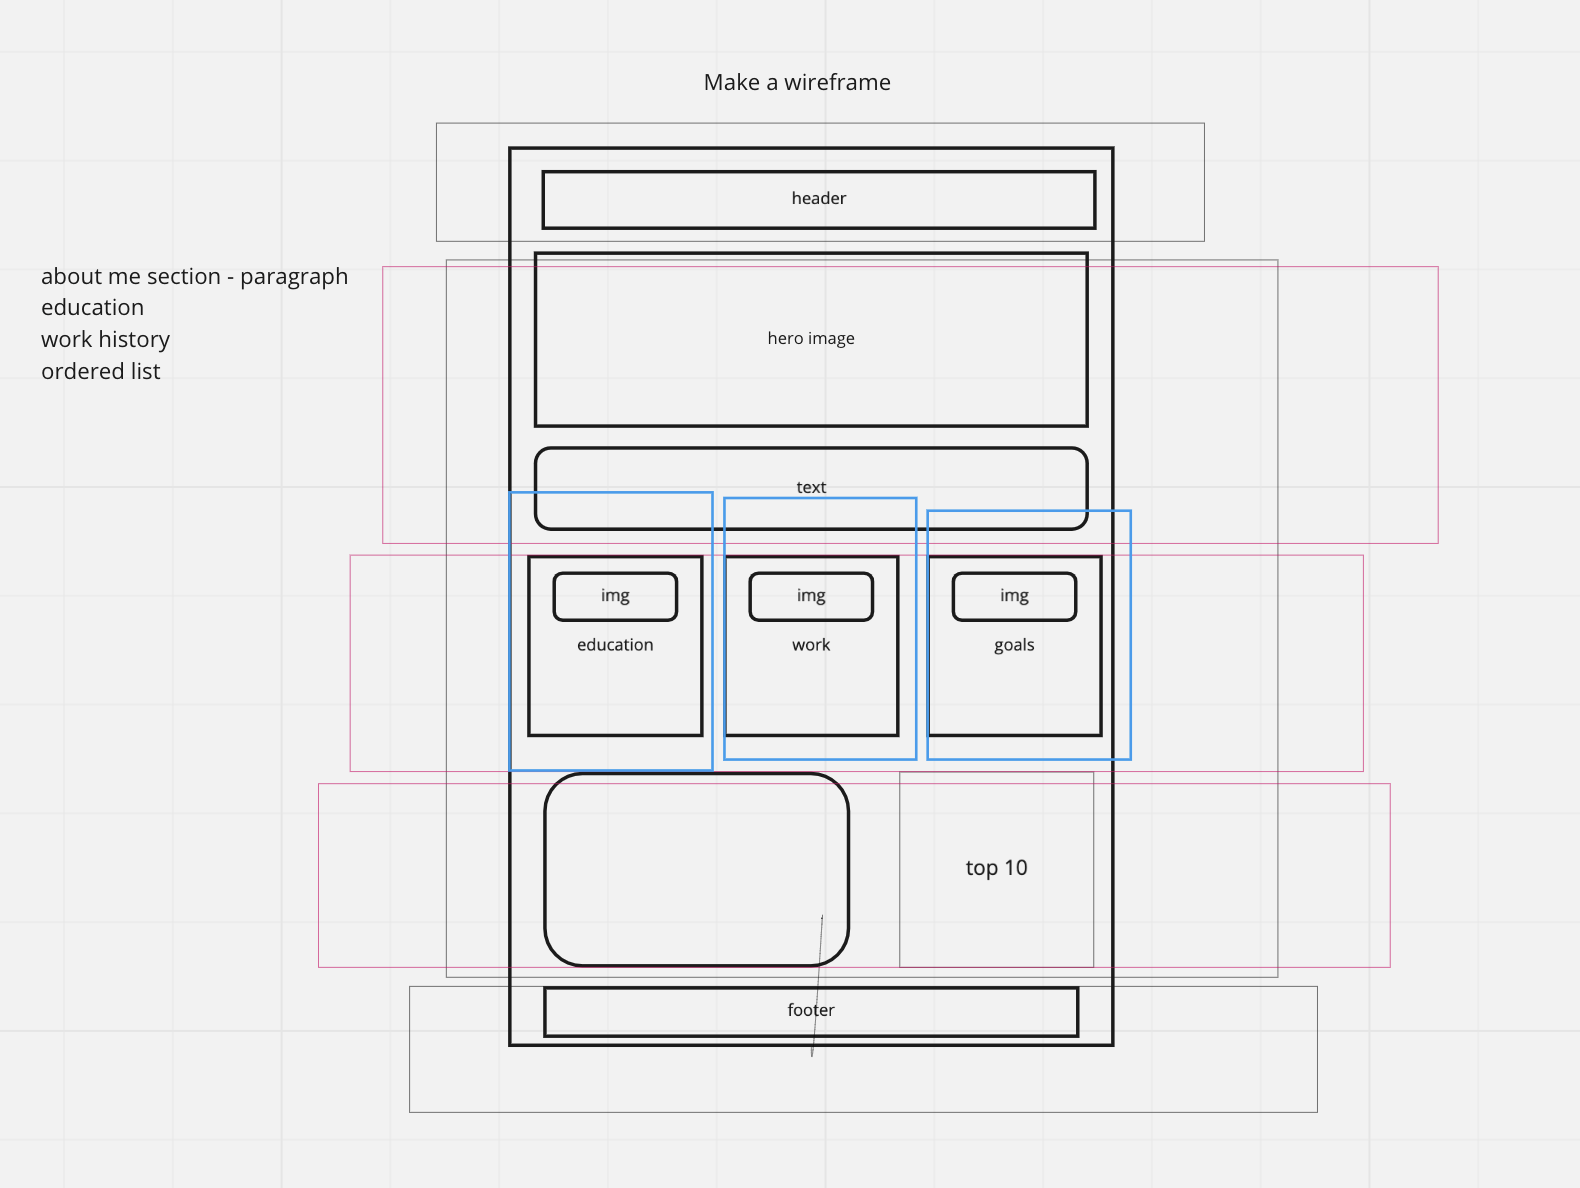 Make a wireframe
header
about me section - paragraph
education
work history
ordered list
hero image
text
img
img
img
education
work
goals
top 10
footer